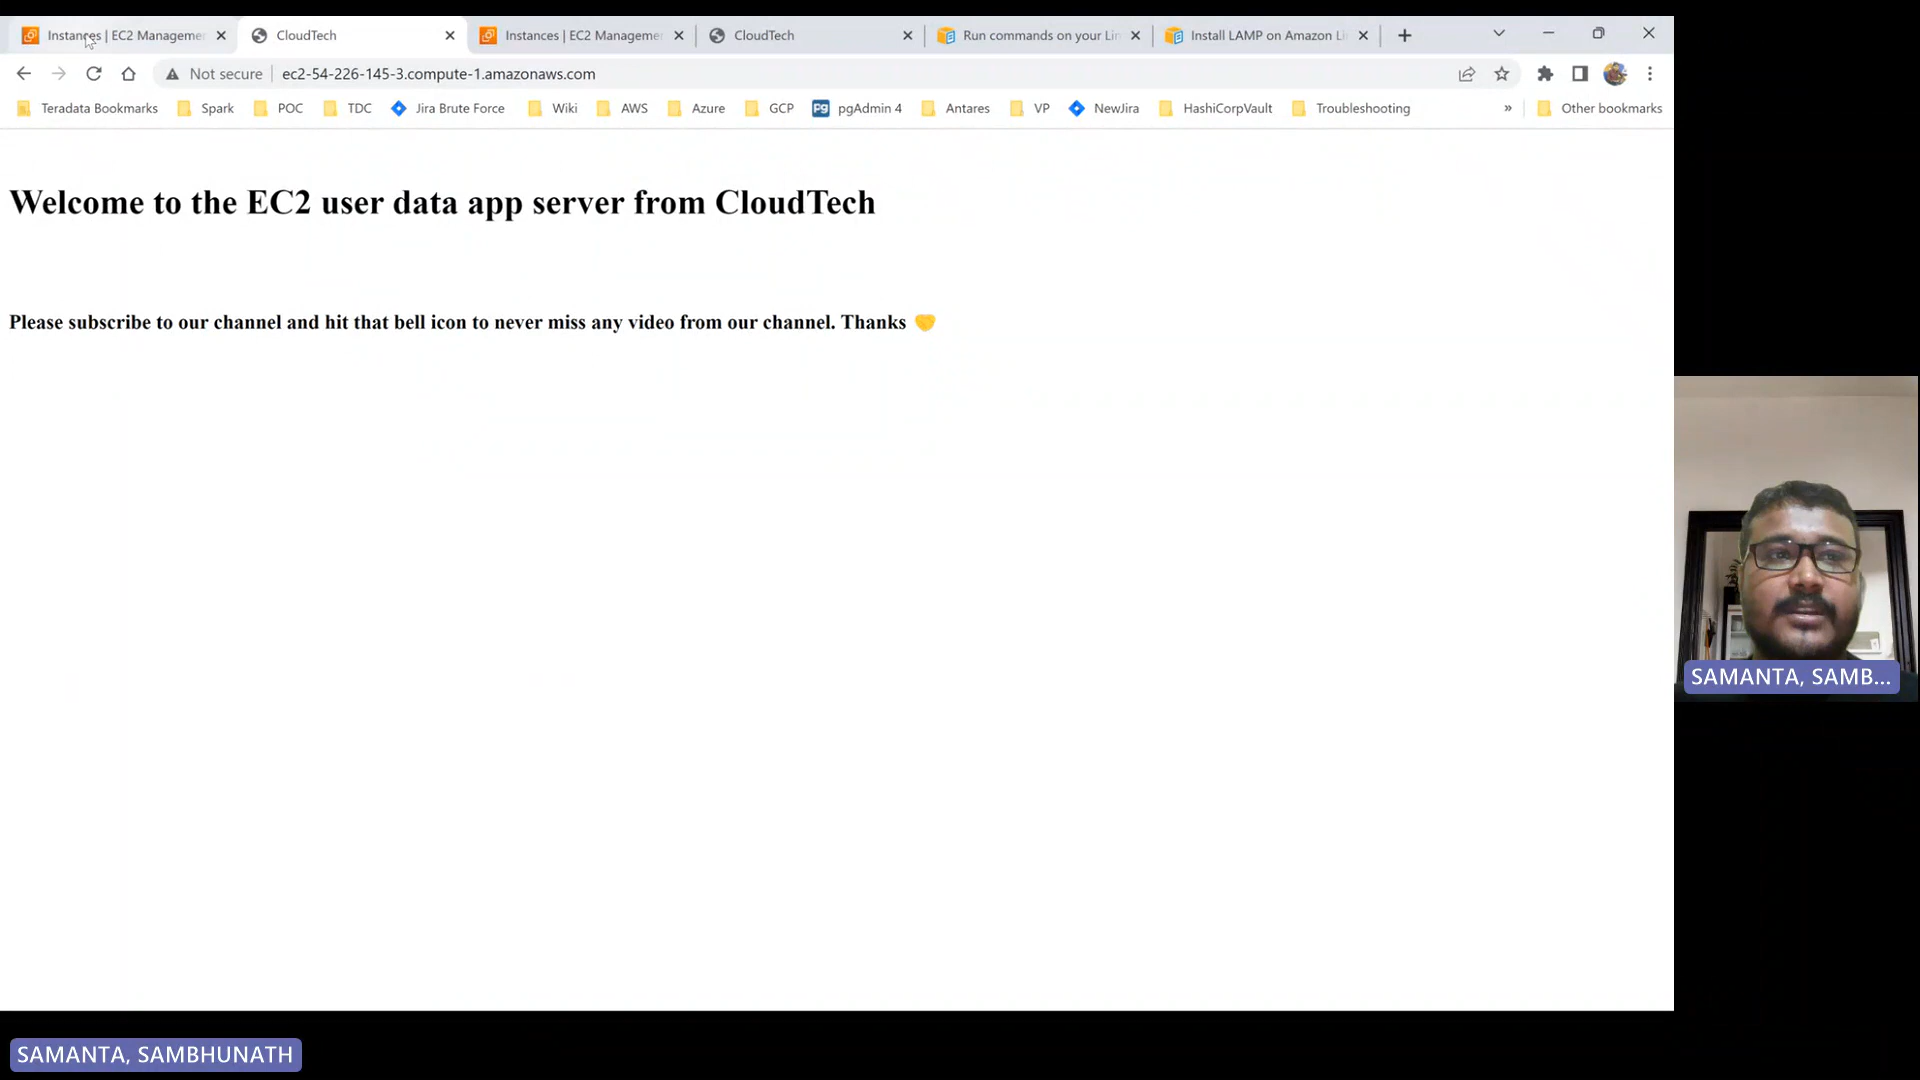 Instances | EC2 Managemen
CloudTech
Instances | EC2 Managemen
CloudTech
Run commands on your Lin
Install LAMP on Amazon Li
Not secure
ec2-54-226-145-3.compute-1.amazonaws.com
Teradata Bookmarks
Spark
POC
TDC
Jira Brute Force
Wiki
AWS
Azure
GCP
pgAdmin 4
Antares
VP
NewJira
HashiCorpVault
Troubleshooting
»
Other bookmarks
Welcome to the EC2 user data app server from CloudTech
Please subscribe to our channel and hit that bell icon to never miss any video from our channel. Thanks 🤝
SAMANTA, SAMB...
SAMANTA, SAMBHUNATH